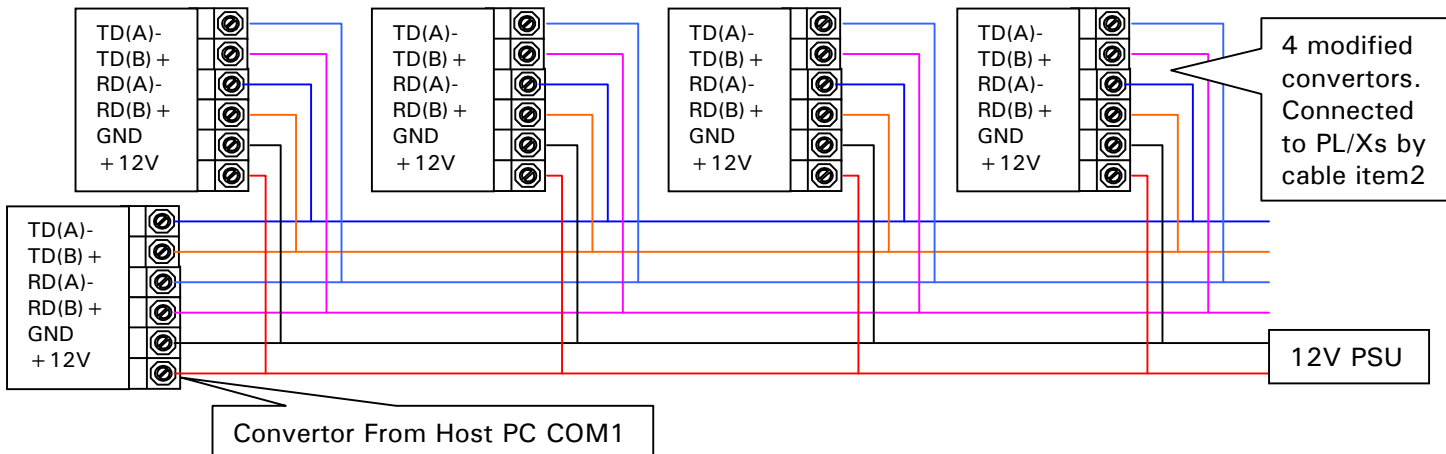 TD(A)-
TD(B)+
RD(A)-
RD(B)+
GND
+12V
TD(A)-
TD(B)+
RD(A)-
RD(B)+
GND
+12V
TD(A)-
TD(B)+
RD(A)-
RD(B)+
GND
+12V
TD(A)-
TD(B)+
RD(A)-
RD(B)+
GND
+12V
4 modified
convertors.
Connected
to PL/Xs by
cable item2
TD(A)-
TD(B)+
RD(A)-
RD(B)+
GND
+12V
12V PSU
Convertor From Host PC COM1